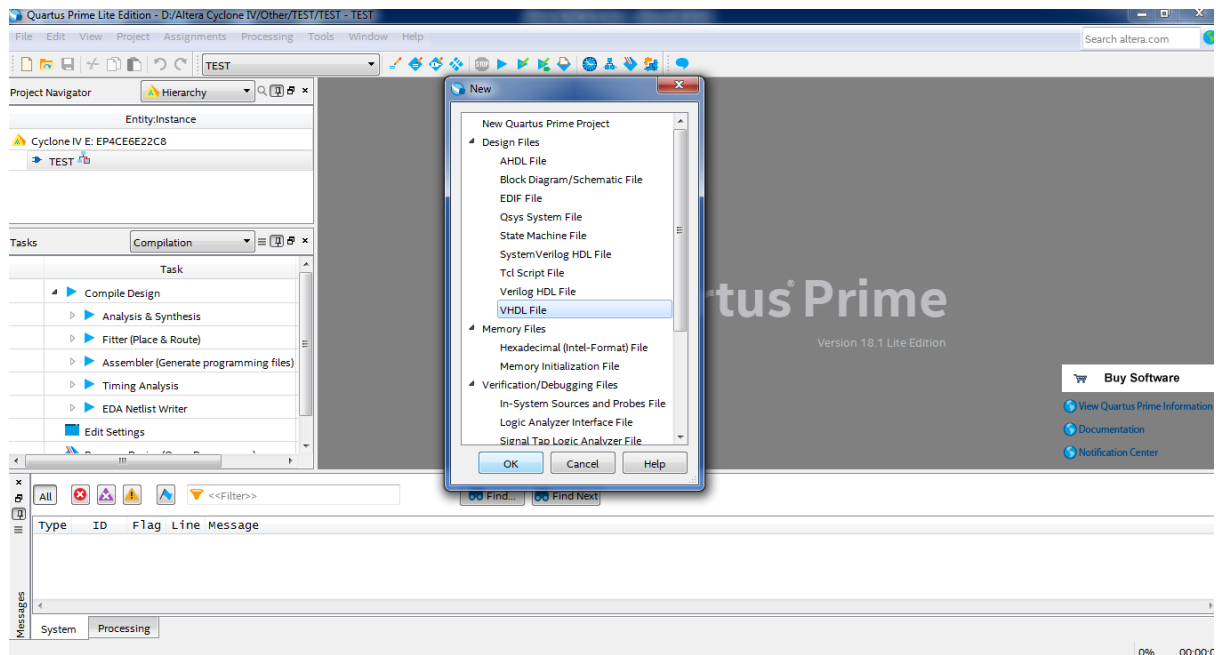 Quartus Prime Lite Edition - D:/Altera Cyclone IV/Other/TEST/TEST - TEST
File Edit View Project Assignments Processing Tools Window Help
Search altera.com
TEST
STOP
Project Navigator
Hierarchy
Entity:Instance
Cyclone IV E: EP4CE6E22C8
TEST
Tasks
Compilation
Task
Compile Design
Analysis & Synthesis
Fitter (Place & Route)
Assembler (Generate programming files)
Timing Analysis
EDA Netlist Writer
Edit Settings
New
New Quartus Prime Project
Design Files
AHDL File
Block Diagram/Schematic File
EDIF File
Qsys System File
State Machine File
SystemVerilog HDL File
Tcl Script File
Verilog HDL File
VHDL File
Memory Files
Hexadecimal (Intel-Format) File
Memory Initialization File
Verification/Debugging Files
In-System Sources and Probes File
Logic Analyzer Interface File
Signal Tap Logic Analyzer File
OK Cancel Help
rtus® Prime
Version 18.1 Lite Edition
Buy Software
View Quartus Prime Information
Documentation
Notification Center
All <<Filter>> Find... Find Next
Type ID Flag Line Message
Messages
System Processing
0% 00:00:0